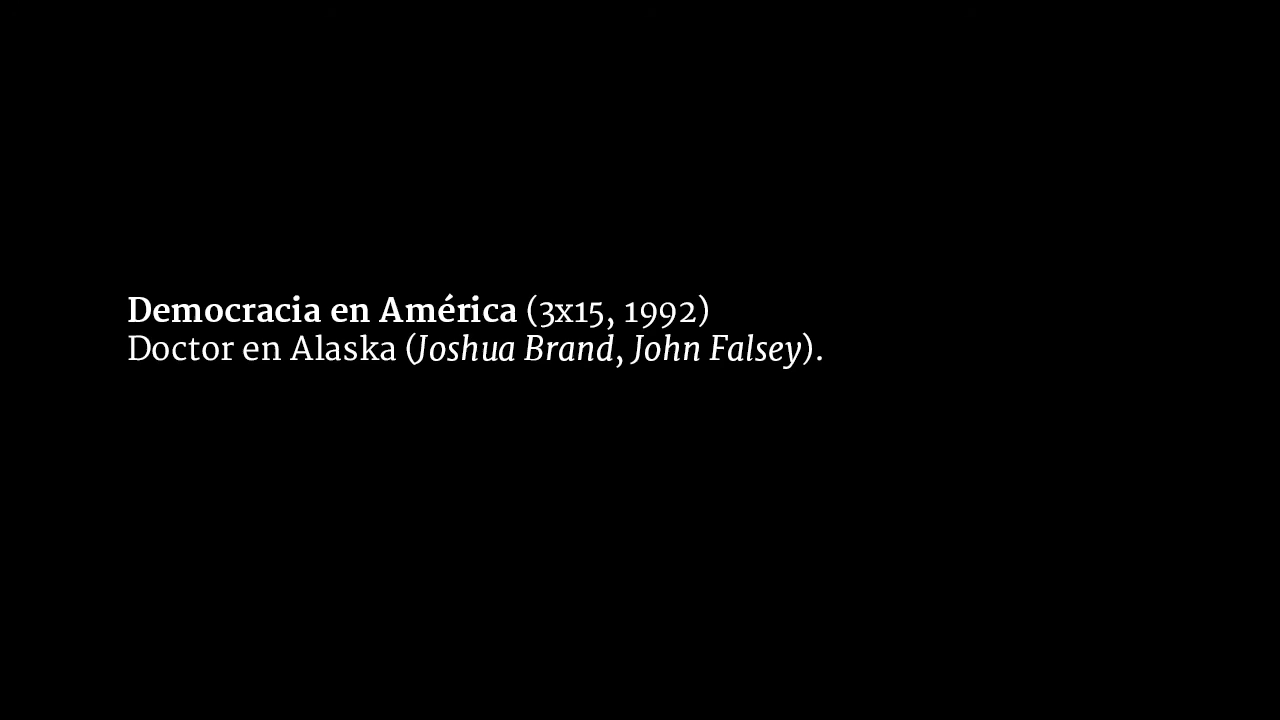 Democracia en América (3x15, 1992)
Doctor en Alaska (Joshua Brand, John Falsey).